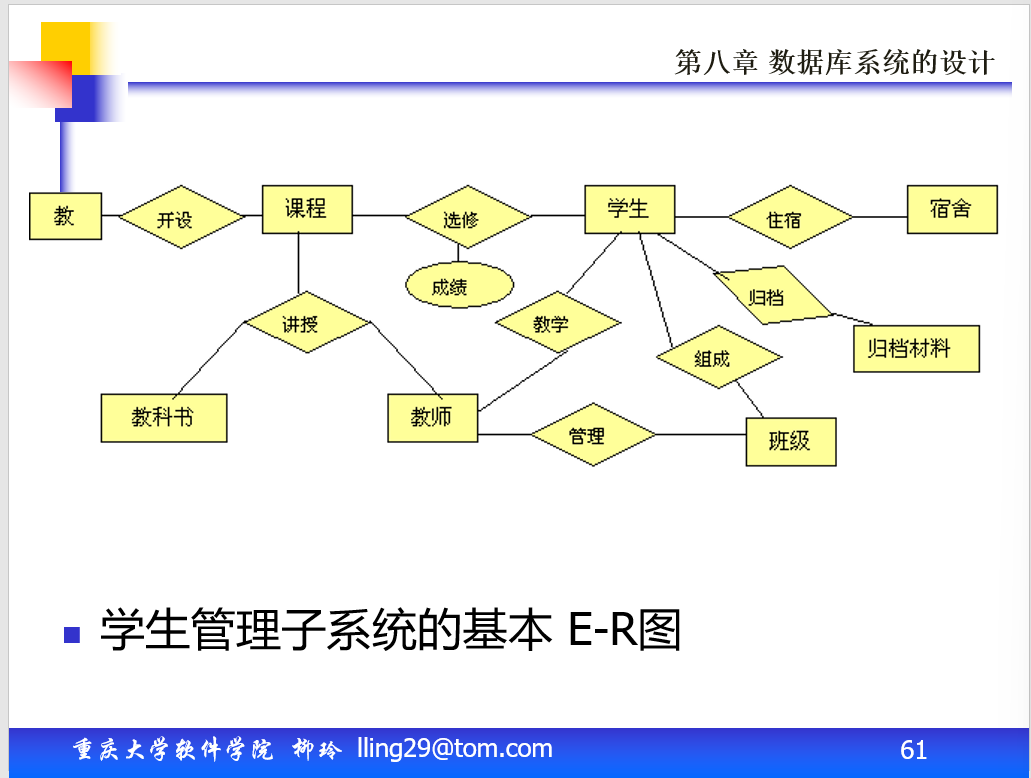 第八章 数据库系统的设计
教 开设 课程 选修 学生 住宿 宿舍
成绩
归档
讲授 教学
归档材料
组成
教科书 教师 管理 班级
学生管理子系统的基本 E-R图
重庆大学软件学院 柳玲 lling29@tom.com 61